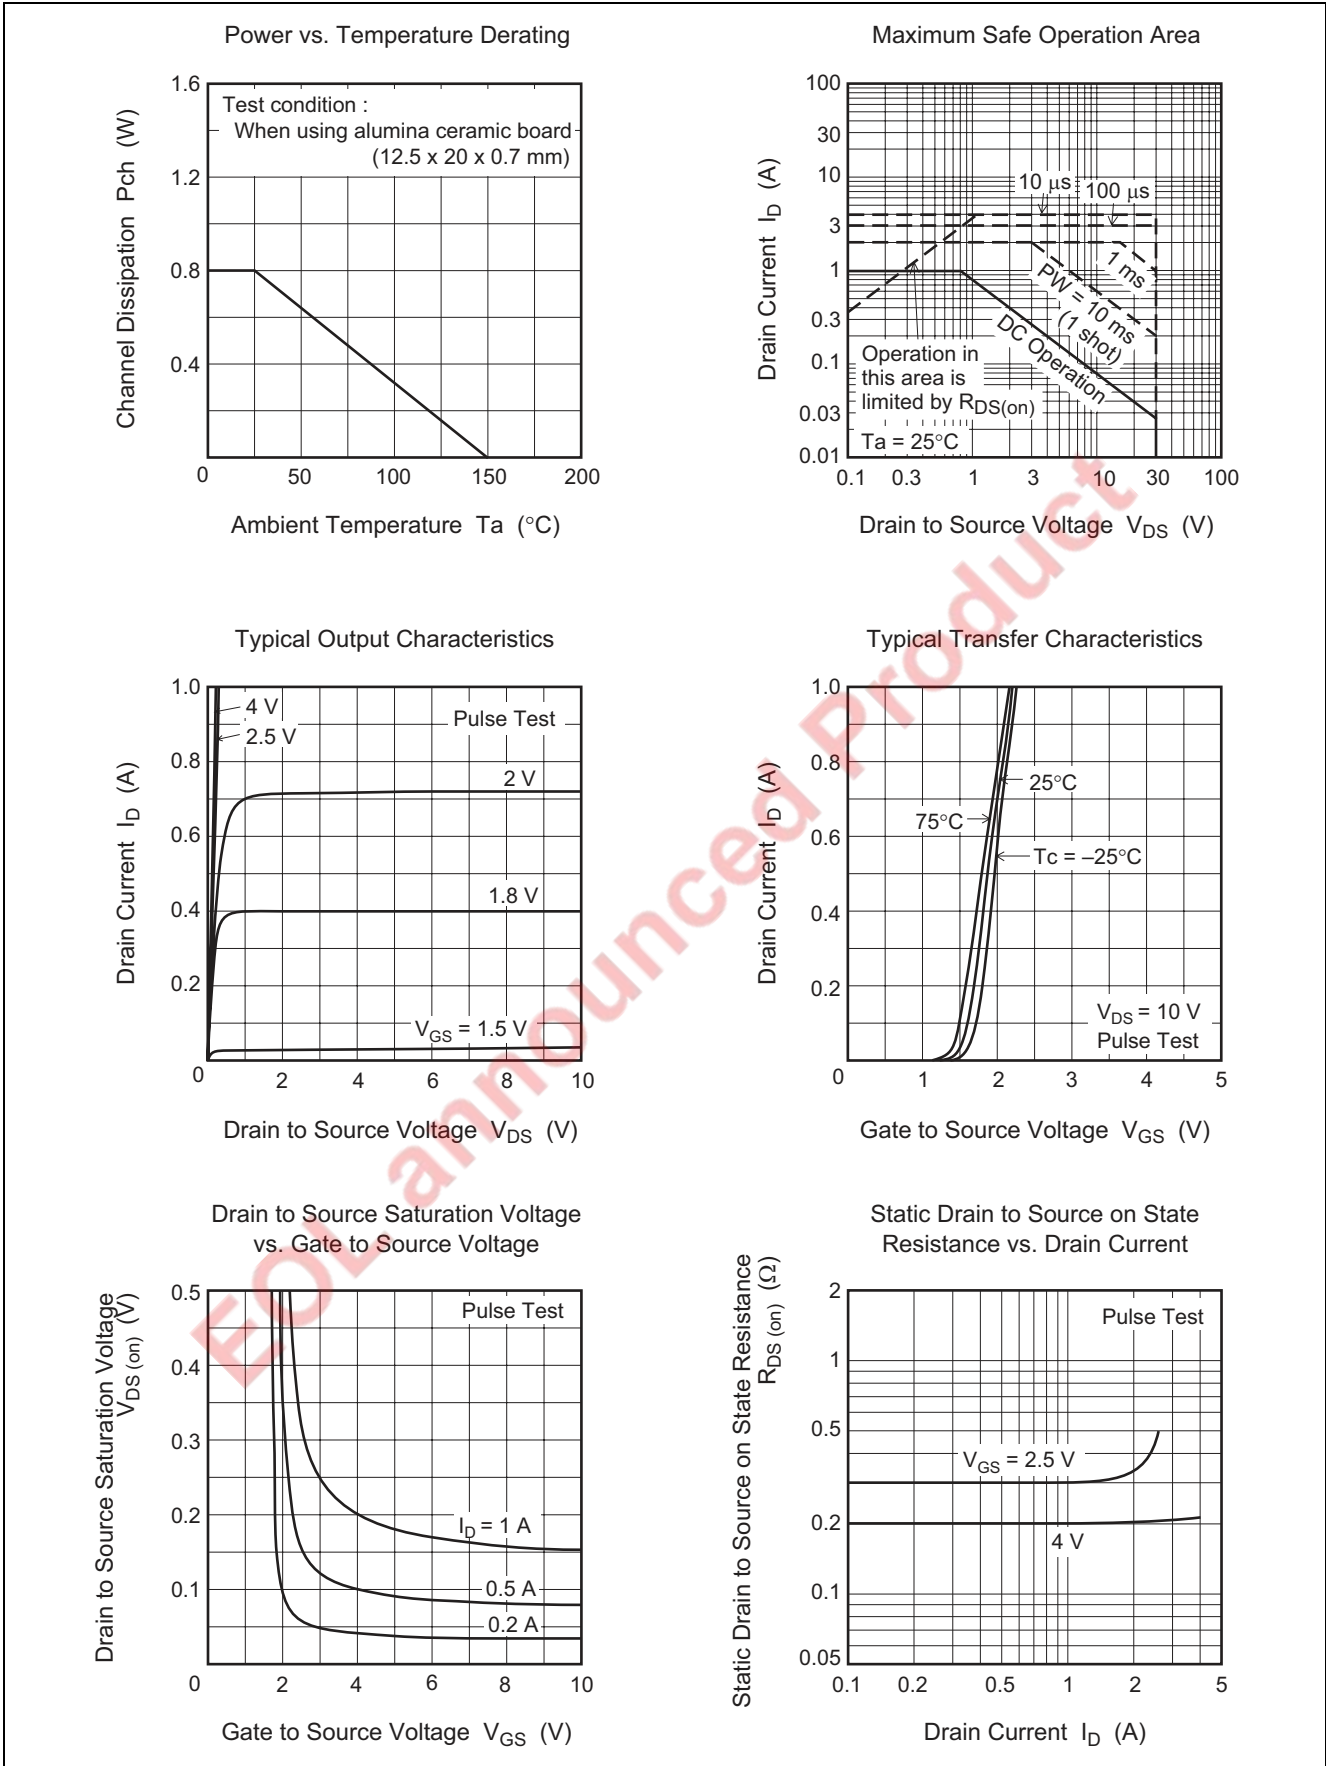 Power vs. Temperature Derating
Channel Dissipation Pch (W)
1.6
1.2
0.8
0.4
Test condition :
When using alumina ceramic board
(12.5 x 20 x 0.7 mm)
0 50 100 150 200
Ambient Temperature Ta (°C)
Maximum Safe Operation Area
Drain Current ID (A)
100
30
10
3
1
0.3
0.1
0.03
0.01
10 μs
100 μs
1 ms
PW = 10 ms
(1 shot)
DC Operation
Operation in
this area is
limited by RDS(on)
Ta = 25°C
0.1 0.3 1 3 10 30 100
Drain to Source Voltage VDS (V)
Typical Output Characteristics
Drain Current ID (A)
1.0
0.8
0.6
0.4
0.2
4 V
2.5 V
Pulse Test
2 V
1.8 V
VGS = 1.5 V
0 2 4 6 8 10
Drain to Source Voltage VDS (V)
Typical Transfer Characteristics
Drain Current ID (A)
1.0
0.8
0.6
0.4
0.2
25°C
75°C
Tc = –25°C
VDS = 10 V
Pulse Test
0 1 2 3 4 5
Gate to Source Voltage VGS (V)
Drain to Source Saturation Voltage
vs. Gate to Source Voltage
Drain to Source Saturation Voltage
VDS (on) (V)
0.5
0.4
0.3
0.2
0.1
Pulse Test
ID = 1 A
0.5 A
0.2 A
0 2 4 6 8 10
Gate to Source Voltage VGS (V)
Static Drain to Source on State
Resistance vs. Drain Current
Static Drain to Source on State Resistance
RDS (on) (Ω)
2
1
0.5
0.2
0.1
0.05
Pulse Test
VGS = 2.5 V
4 V
0.1 0.2 0.5 1 2 5
Drain Current ID (A)
EOL announced Product